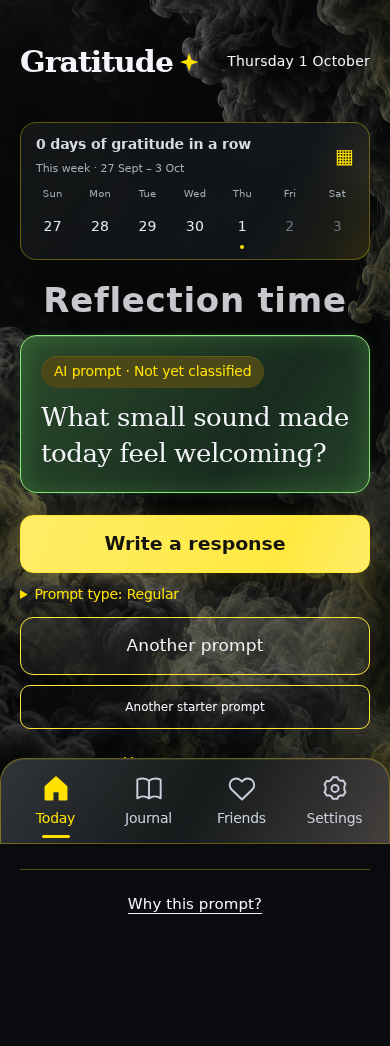 Gratitude
Thursday 1 October
0 days of gratitude in a row
This week · 27 Sept – 3 Oct
Sun Mon Tue Wed Thu Fri Sat
27 28 29 30 1 2 3
Reflection time
AI prompt · Not yet classified
What small sound made
today feel welcoming?
Write a response
Prompt type: Regular
Another prompt
Another starter prompt
Today Journal Friends Settings
Why this prompt?